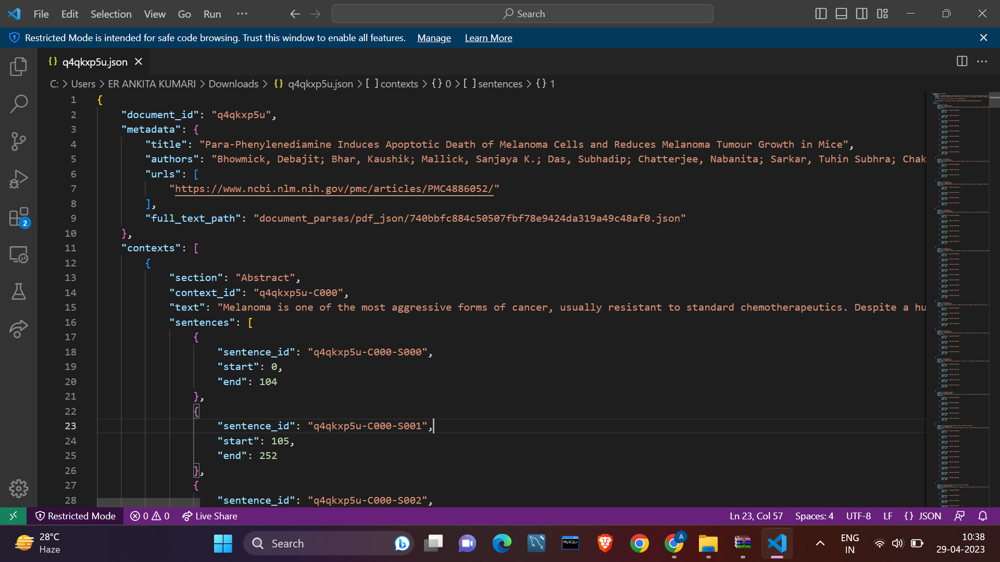 File Edit Selection View Go Run ··· Search
Restricted Mode is intended for safe code browsing. Trust this window to enable all features. Manage Learn More
{} q4qkxp5u.json
C: > Users > ER ANKITA KUMARI > Downloads > {} q4qkxp5u.json > [ ] contexts > {} 0 > [ ] sentences > {} 1
1 {
2 "document_id": "q4qkxp5u",
3 "metadata": {
4 "title": "Para-Phenylenediamine Induces Apoptotic Death of Melanoma Cells and Reduces Melanoma Tumour Growth in Mice",
5 "authors": "Bhowmick, Debajit; Bhar, Kaushik; Mallick, Sanjaya K.; Das, Subhadip; Chatterjee, Nabanita; Sarkar, Tuhin Subhra; Chak
6 "urls": [
7 "https://www.ncbi.nlm.nih.gov/pmc/articles/PMC4886052/"
8 ],
9 "full_text_path": "document_parses/pdf_json/740bbfc884c50507fbf78e9424da319a49c48af0.json"
10 },
11 "contexts": [
12 {
13 "section": "Abstract",
14 "context_id": "q4qkxp5u-C000",
15 "text": "Melanoma is one of the most aggressive forms of cancer, usually resistant to standard chemotherapeutics. Despite a hu
16 "sentences": [
17 {
18 "sentence_id": "q4qkxp5u-C000-S000",
19 "start": 0,
20 "end": 104
21 },
22 {
23 "sentence_id": "q4qkxp5u-C000-S001",
24 "start": 105,
25 "end": 252
26 },
27 {
28 "sentence_id": "q4qkxp5u-C000-S002",
2
Restricted Mode 0 0 Live Share Ln 23, Col 57 Spaces: 4 UTF-8 LF {} JSON
28°C
Haze
Search
MySQL
A
ENG
IN
10:38
29-04-2023